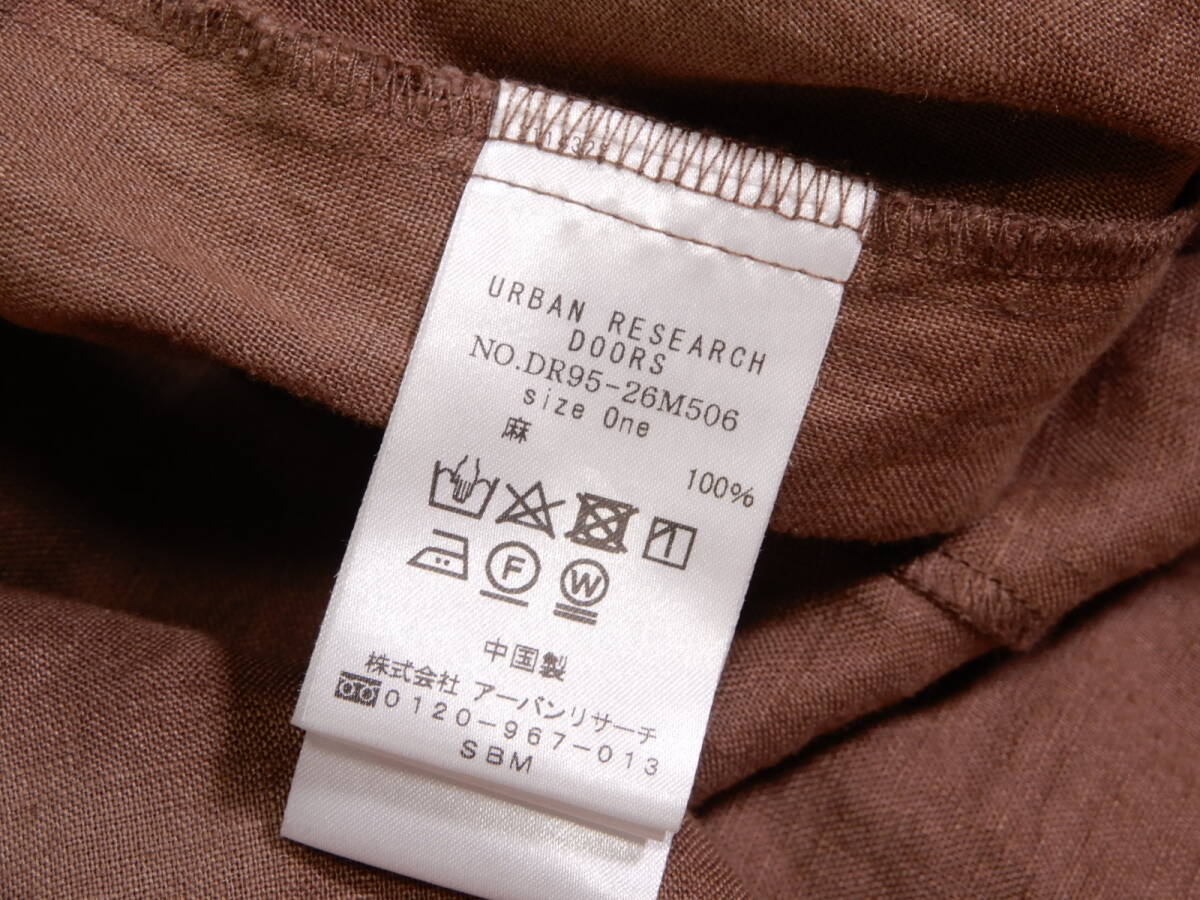 URBAN RESEARCH
DOORS
NO.DR95-26M506
size One
麻
100%
F W
中国製
株式会社 アーバンリサーチ
0120-967-013
SBM